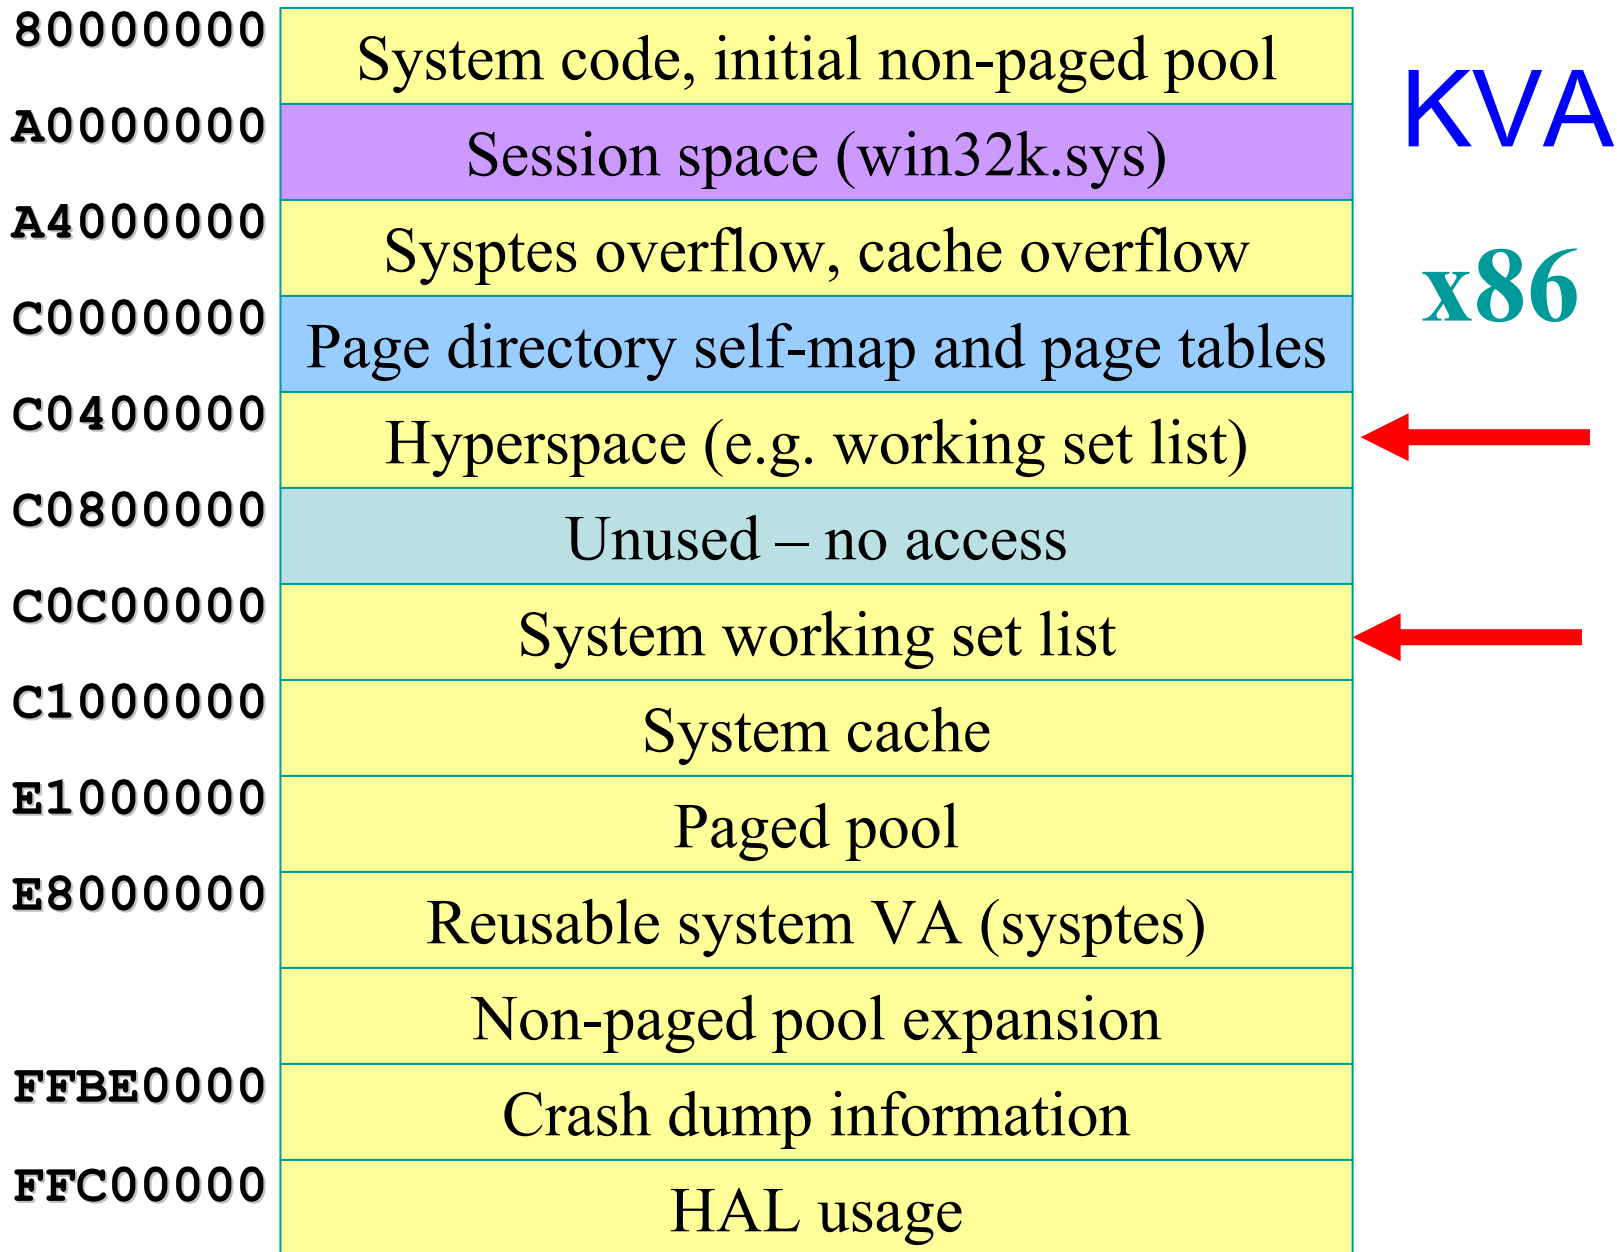 80000000 System code, initial non-paged pool
KVA
A0000000 Session space (win32k.sys)
A4000000 Sysptes overflow, cache overflow
x86
C0000000 Page directory self-map and page tables
C0400000 Hyperspace (e.g. working set list)
C0800000 Unused – no access
C0C00000 System working set list
C1000000 System cache
E1000000 Paged pool
E8000000 Reusable system VA (sysptes)
Non-paged pool expansion
FFBE0000 Crash dump information
FFC00000 HAL usage